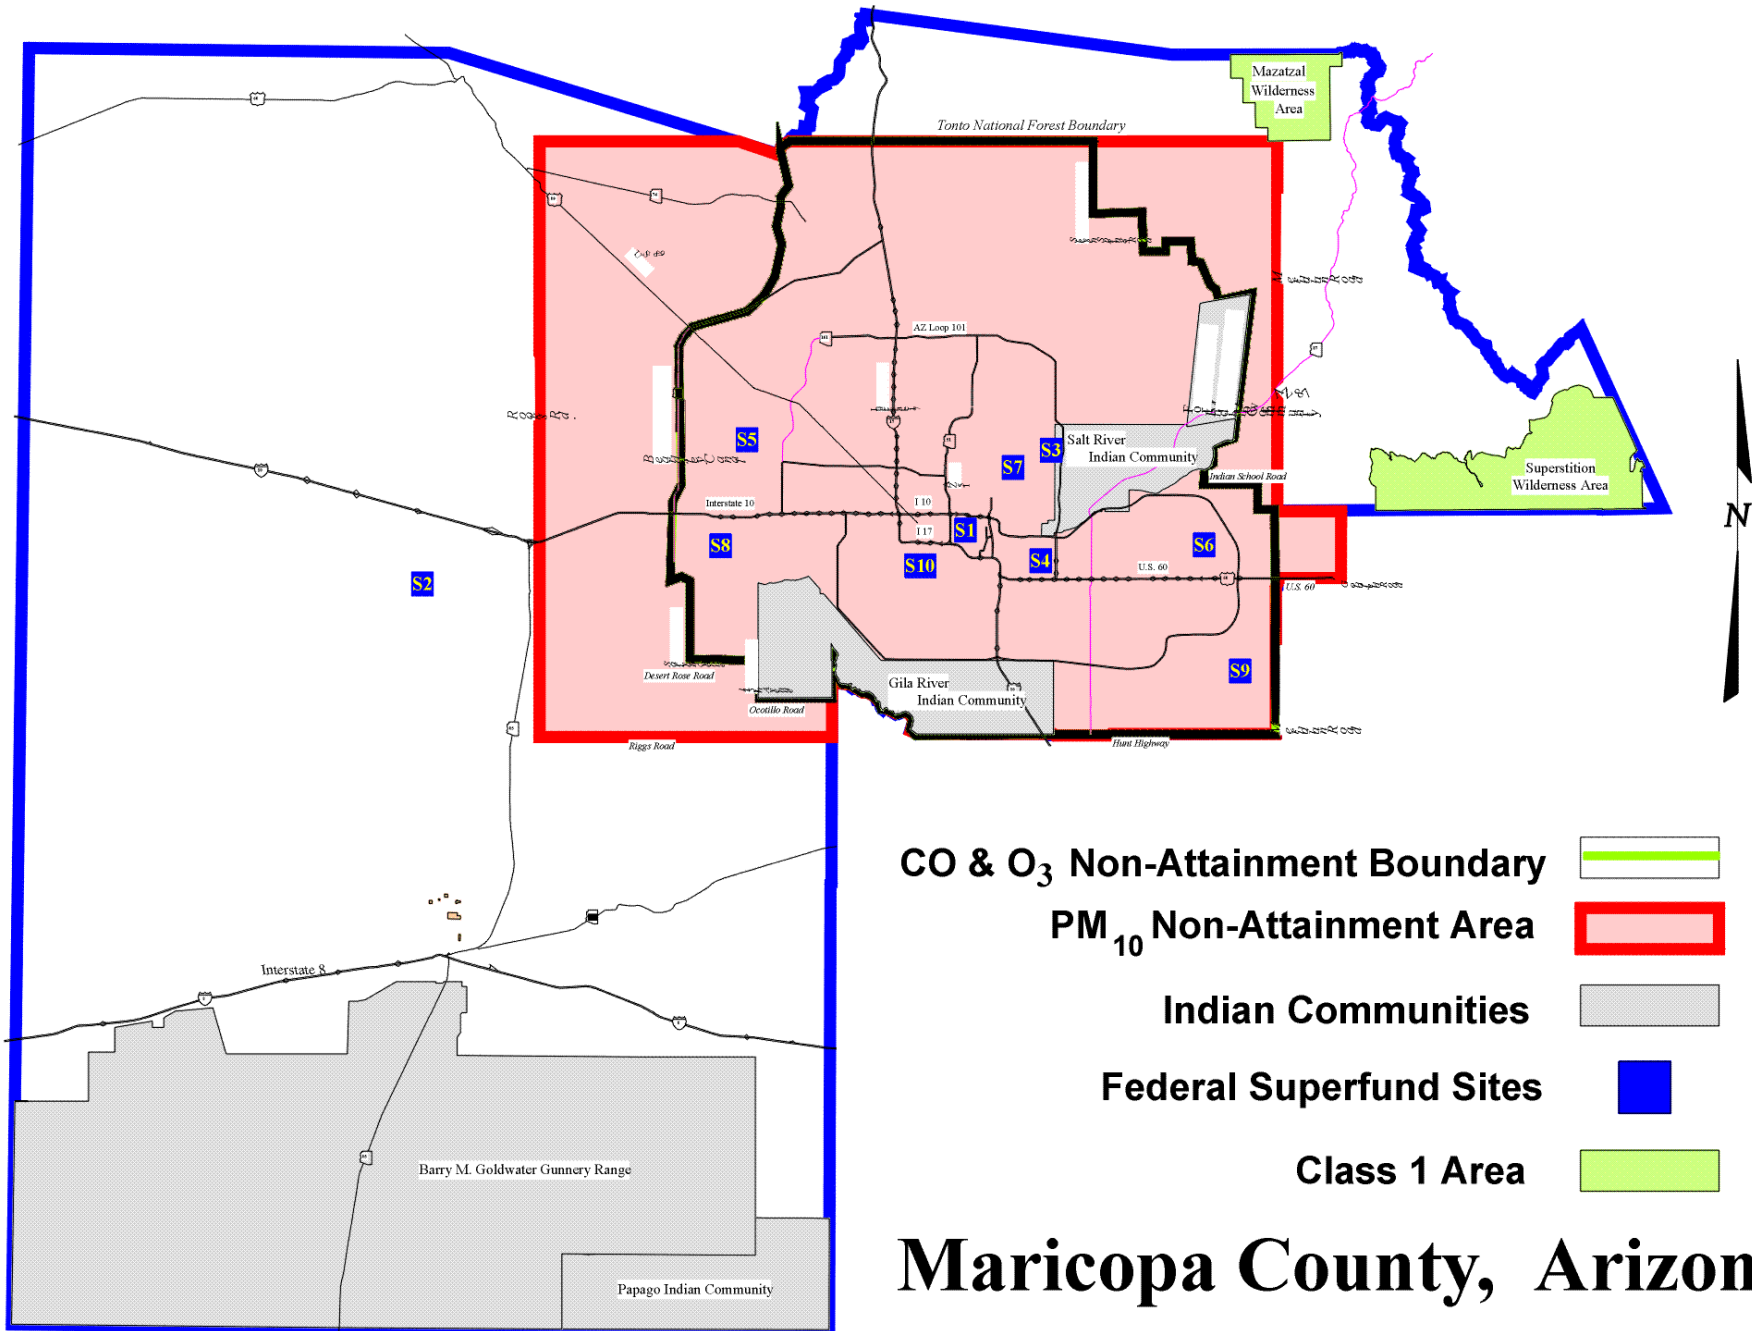 Mazatzal
Wilderness
Area
Tonto National Forest Boundary
AZ Loop 101
S5
S3
Salt River
Indian Community
S7
Superstition
Wilderness Area
Indian School Road
Interstate 10
I 10
I 17
S1
N
S8
S10
S4
S6
U.S. 60
U.S. 60
S2
S9
Desert Rose Road
Gila River
Indian Community
Ocotillo Road
Riggs Road
Hunt Highway
CO & O3 Non-Attainment Boundary
PM10 Non-Attainment Area
Interstate 8
Indian Communities
Federal Superfund Sites
Barry M. Goldwater Gunnery Range
Class 1 Area
Papago Indian Community
Maricopa County, Arizon